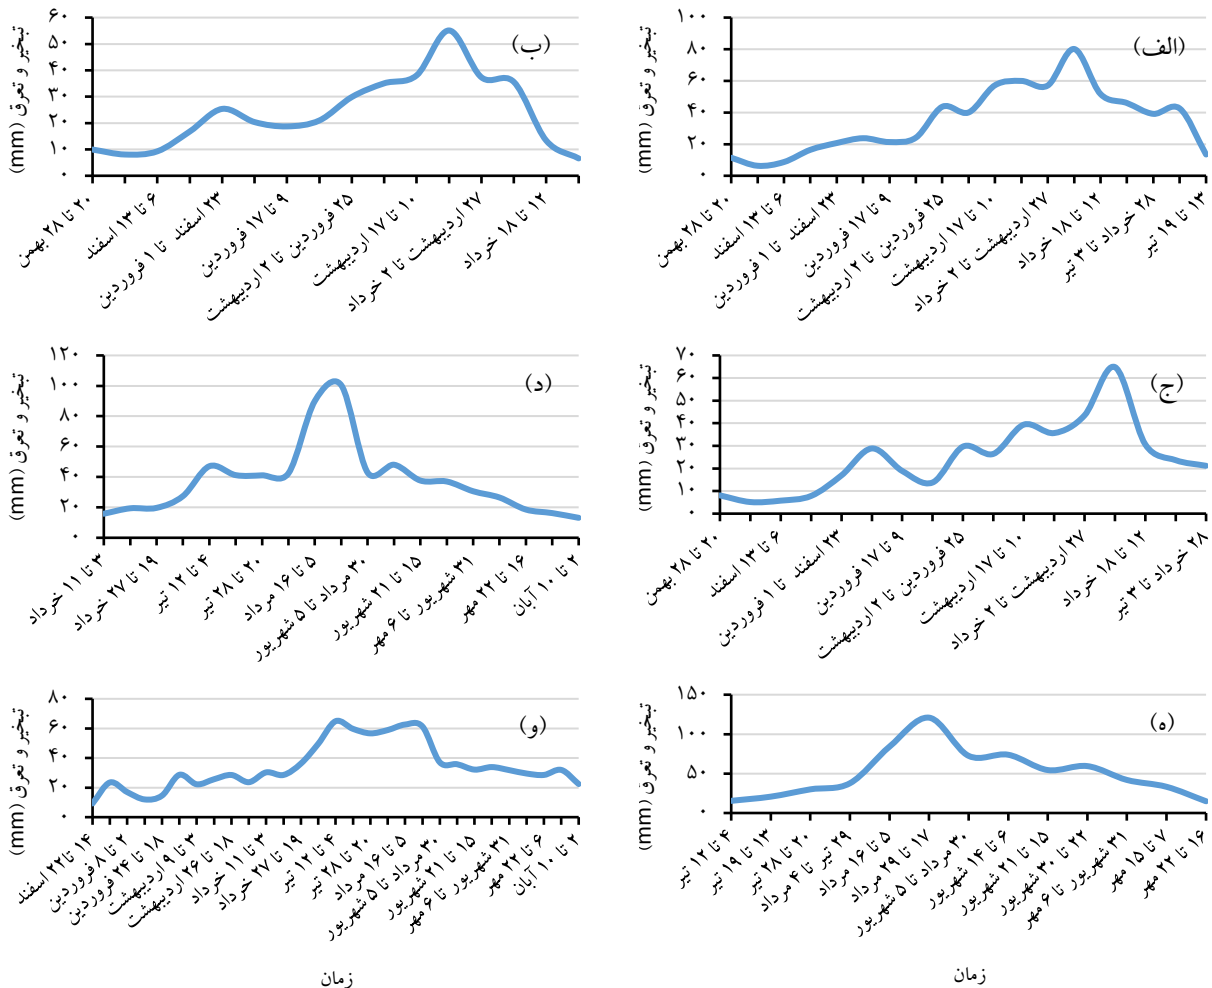 (الف)
تبخیر و تعرق (mm)
۱۰۰
۸۰
۶۰
۴۰
۲۰
۰
۲۰ تا ۲۸ بهمن
۶ تا ۱۳ اسفند
۲۳ اسفند تا ۱ فروردین
۹ تا ۱۷ فروردین
۲۵ فروردین تا ۲ اردیبهشت
۱۰ تا ۱۷ اردیبهشت
۲۷ اردیبهشت تا ۲ خرداد
۱۲ تا ۱۸ خرداد
۲۸ خرداد تا ۳ تیر
۱۳ تا ۱۹ تیر
(ب)
تبخیر و تعرق (mm)
۶۰
۵۰
۴۰
۳۰
۲۰
۱۰
۰
۲۰ تا ۲۸ بهمن
۶ تا ۱۳ اسفند
۲۳ اسفند تا ۱ فروردین
۹ تا ۱۷ فروردین
۲۵ فروردین تا ۲ اردیبهشت
۱۰ تا ۱۷ اردیبهشت
۲۷ اردیبهشت تا ۲ خرداد
۱۲ تا ۱۸ خرداد
(ج)
تبخیر و تعرق (mm)
۷۰
۶۰
۵۰
۴۰
۳۰
۲۰
۱۰
۰
۲۰ تا ۲۸ بهمن
۶ تا ۱۳ اسفند
۲۳ اسفند تا ۱ فروردین
۹ تا ۱۷ فروردین
۲۵ فروردین تا ۲ اردیبهشت
۱۰ تا ۱۷ اردیبهشت
۲۷ اردیبهشت تا ۲ خرداد
۱۲ تا ۱۸ خرداد
۲۸ خرداد تا ۳ تیر
(د)
تبخیر و تعرق (mm)
۱۲۰
۱۰۰
۸۰
۶۰
۴۰
۲۰
۰
۳ تا ۱۱ خرداد
۱۹ تا ۲۷ خرداد
۴ تا ۱۲ تیر
۲۰ تا ۲۸ تیر
۵ تا ۱۶ مرداد
۳۰ مرداد تا ۵ شهریور
۱۵ تا ۲۱ شهریور
۳۱ شهریور تا ۶ مهر
۱۶ تا ۲۲ مهر
۲ تا ۱۰ آبان
(ه)
تبخیر و تعرق (mm)
۱۵۰
۱۰۰
۵۰
۰
۴ تا ۱۲ تیر
۱۳ تا ۱۹ تیر
۲۰ تا ۲۸ تیر
۲۹ تیر تا ۴ مرداد
۵ تا ۱۶ مرداد
۱۷ تا ۲۹ مرداد
۳۰ مرداد تا ۵ شهریور
۶ تا ۱۴ شهریور
۱۵ تا ۲۱ شهریور
۲۲ تا ۳۰ شهریور
۳۱ شهریور تا ۶ مهر
۷ تا ۱۵ مهر
۱۶ تا ۲۲ مهر
زمان
(و)
تبخیر و تعرق (mm)
۸۰
۶۰
۴۰
۲۰
۰
۱۴ تا ۲۲ اسفند
۲ تا ۸ فروردین
۱۸ تا ۲۴ فروردین
۳ تا ۹ اردیبهشت
۱۸ تا ۲۶ اردیبهشت
۳ تا ۱۱ خرداد
۱۹ تا ۲۷ خرداد
۴ تا ۱۲ تیر
۲۰ تا ۲۸ تیر
۵ تا ۱۶ مرداد
۳۰ مرداد تا ۵ شهریور
۱۵ تا ۲۱ شهریور
۳۱ شهریور تا ۶ مهر
۶ تا ۲۲ مهر
۲ تا ۱۰ آبان
زمان